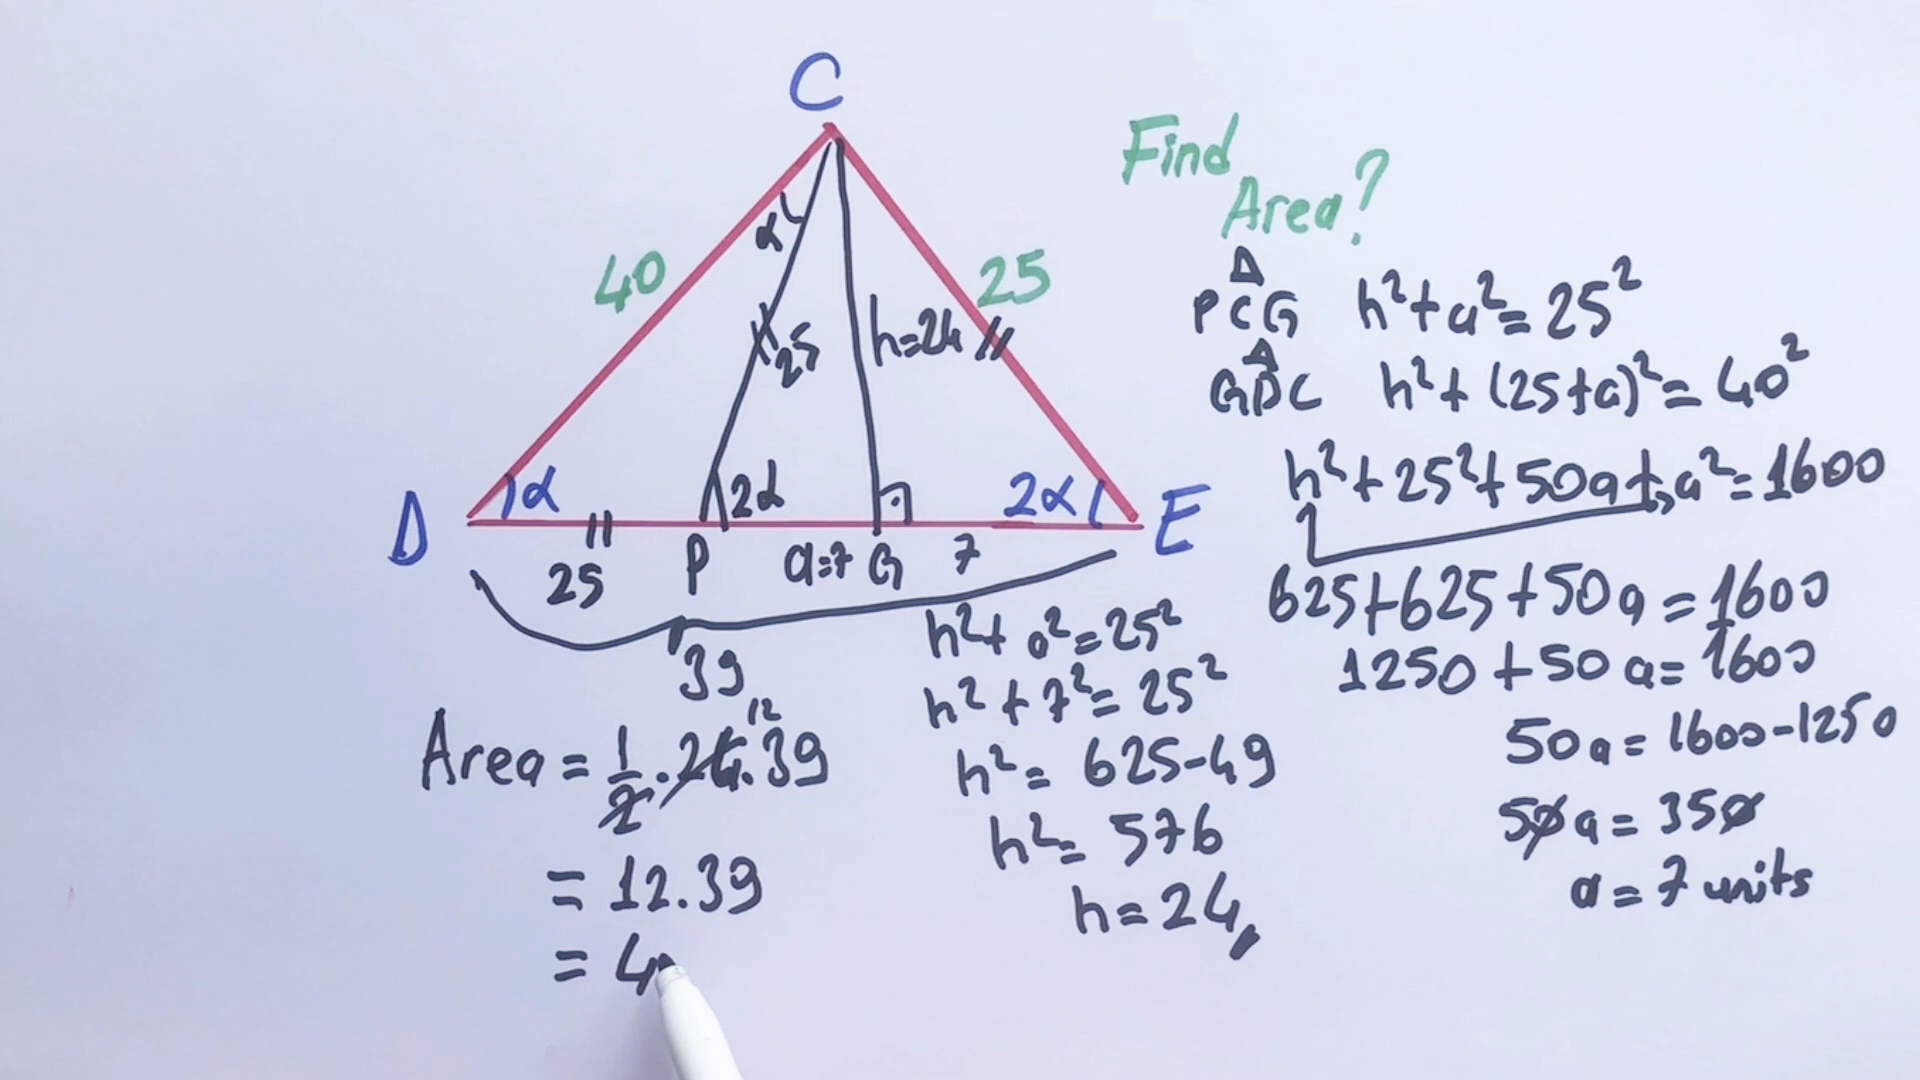 C
Find
Area?
α
40
25
25
h=24
PCG h²+a²=25²
GDC h²+(25+a)²=40²
h²+25²+50a+a²=1600
D α 2α 2α E
25 P a=7 G 7
39
625+625+50a=1600
1250+50a=1600
50a=1600-1250
50a=350
a=7 units
h²+a²=25²
h²+7²=25²
h²=625-49
h²=576
h=24
12
Area=1/2.24.39
=12.39
=4